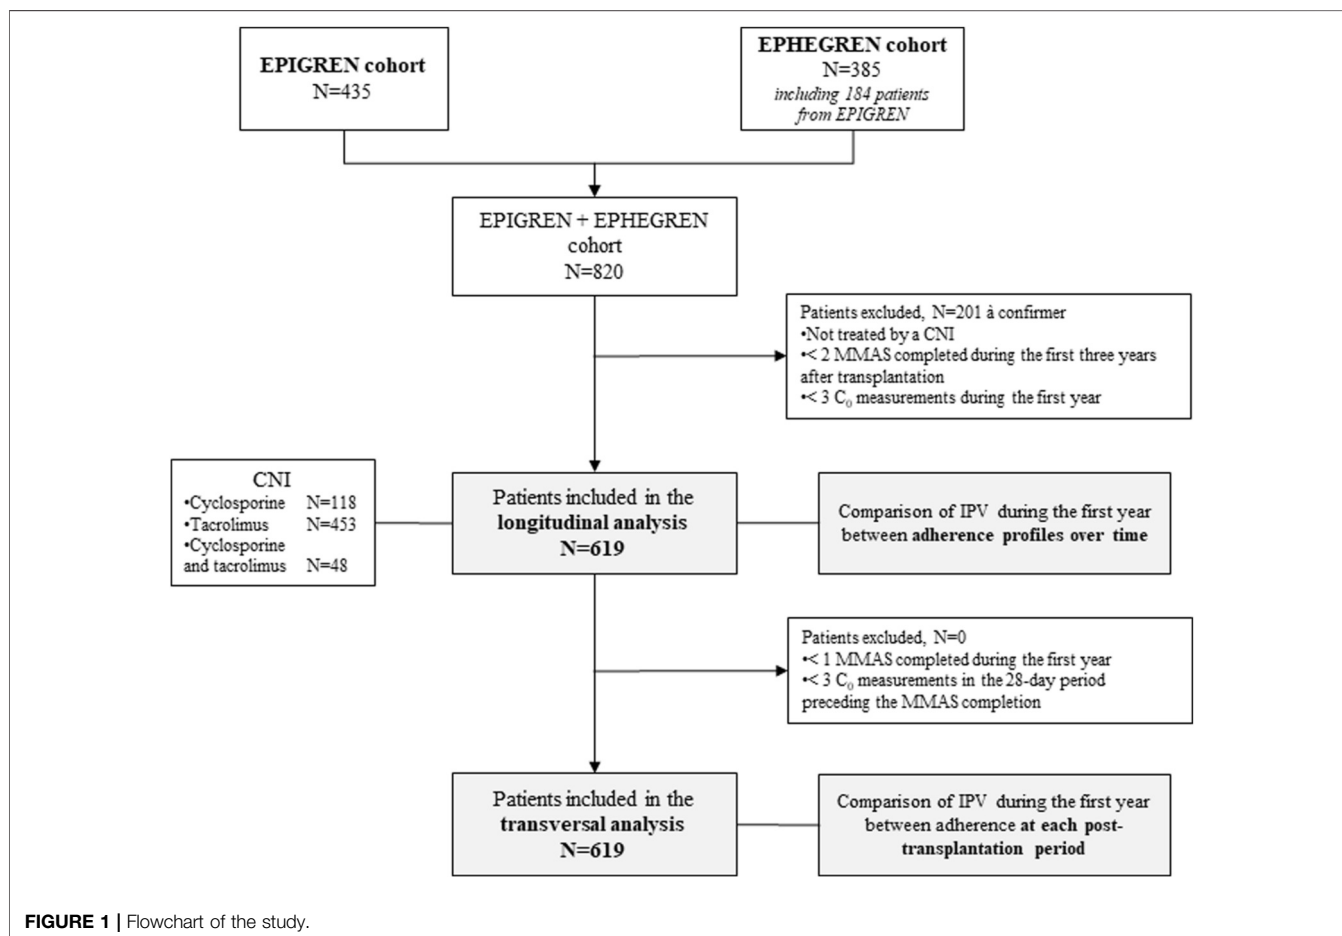 EPIGREN cohort
N=435
EPHEGREN cohort
N=385
including 184 patients
from EPIGREN
EPIGREN + EPHEGREN
cohort
N=820
Patients excluded, N=201 à confirmer
•Not treated by a CNI
•< 2 MMAS completed during the first three years
after transplantation
•< 3 C₀ measurements during the first year
CNI
•Cyclosporine N=118
•Tacrolimus N=453
•Cyclosporine
and tacrolimus N=48
Patients included in the
longitudinal analysis
N=619
Comparison of IPV during the first year
between adherence profiles over time
Patients excluded, N=0
•< 1 MMAS completed during the first year
•< 3 C₀ measurements in the 28-day period
preceding the MMAS completion
Patients included in the
transversal analysis
N=619
Comparison of IPV during the first year
between adherence at each post-
transplantation period
FIGURE 1 | Flowchart of the study.